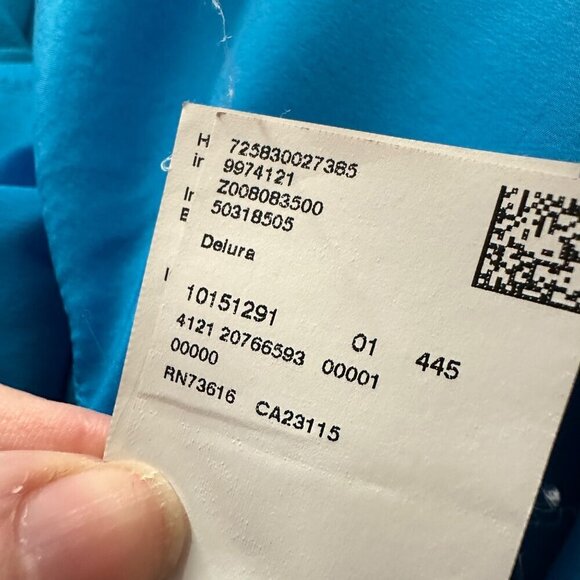 H 725830027385
ir 9974121
Ir Z008083500
E 50318505
Delura
I
10151291 01 445
4121 20766593 00001
00000
RN73616 CA23115